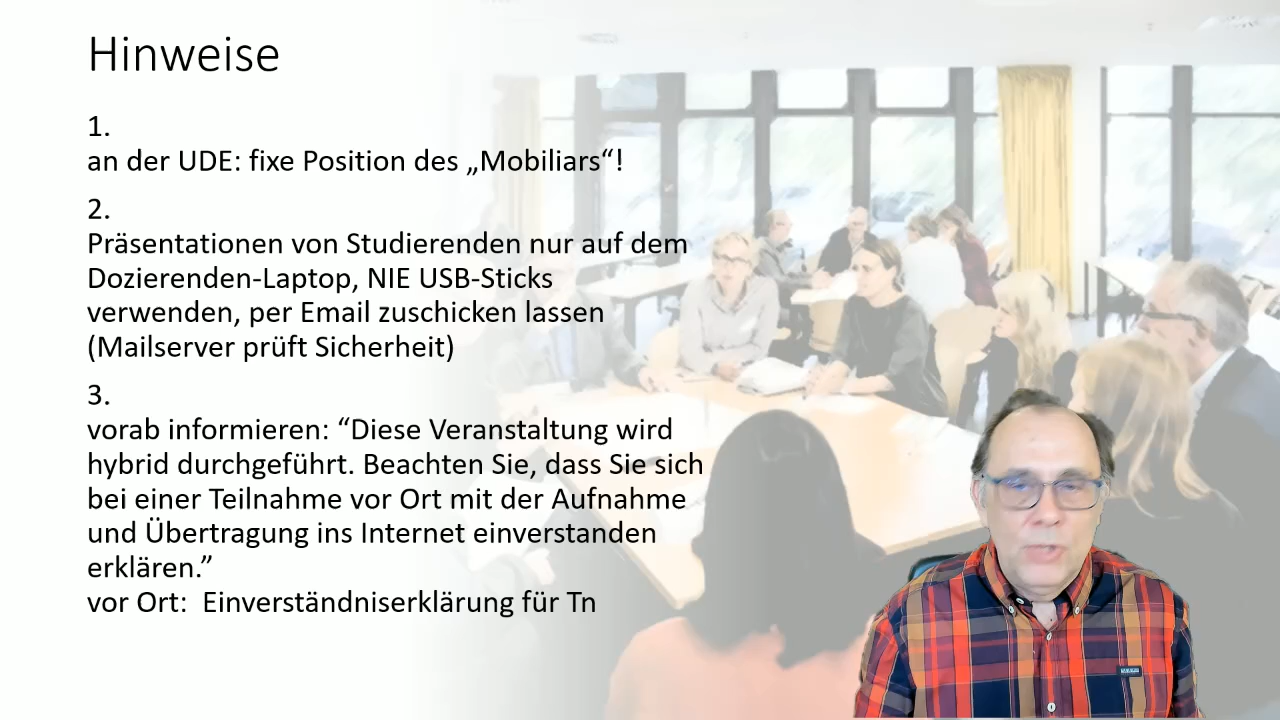 Hinweise
1.
an der UDE: fixe Position des „Mobiliars“!
2.
Präsentationen von Studierenden nur auf dem
Dozierenden-Laptop, NIE USB-Sticks
verwenden, per Email zuschicken lassen
(Mailserver prüft Sicherheit)
3.
vorab informieren: “Diese Veranstaltung wird
hybrid durchgeführt. Beachten Sie, dass Sie sich
bei einer Teilnahme vor Ort mit der Aufnahme
und Übertragung ins Internet einverstanden
erklären.”
vor Ort:  Einverständniserklärung für Tn